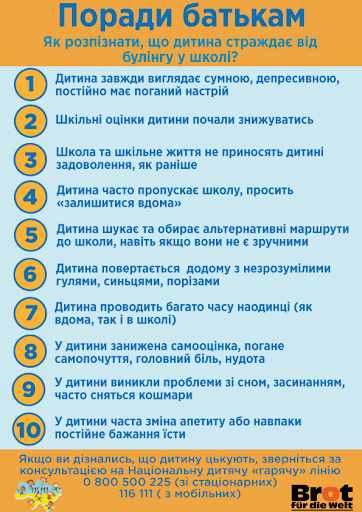 Поради батькам
Як розпізнати, що дитина страждає від
булінгу у школі?
1 Дитина завжди виглядає сумною, депресивною,
постійно має поганий настрій
2 Шкільні оцінки дитини почали знижуватись
3 Школа та шкільне життя не приносять дитині
задоволення, як раніше
4 Дитина часто пропускає школу, просить
«залишитися вдома»
5 Дитина шукає та обирає альтернативні маршрути
до школи, навіть якщо вони не є зручними
6 Дитина повертається додому з незрозумілими
гулями, синьцями, порізами
7 Дитина проводить багато часу наодинці (як
вдома, так і в школі)
8 У дитини занижена самооцінка, погане
самопочуття, головний біль, нудота
9 У дитини виникли проблеми зі сном, засинанням,
часто сняться кошмари
10 У дитини часта зміна апетиту або навпаки
постійне бажання їсти
Якщо ви дізнались, що дитину цькують, зверніться за
консультацією на Національну дитячу «гарячу» лінію
0 800 500 225 (зі стаціонарних)
116 111 ( з мобільних)
Brot
für die Welt